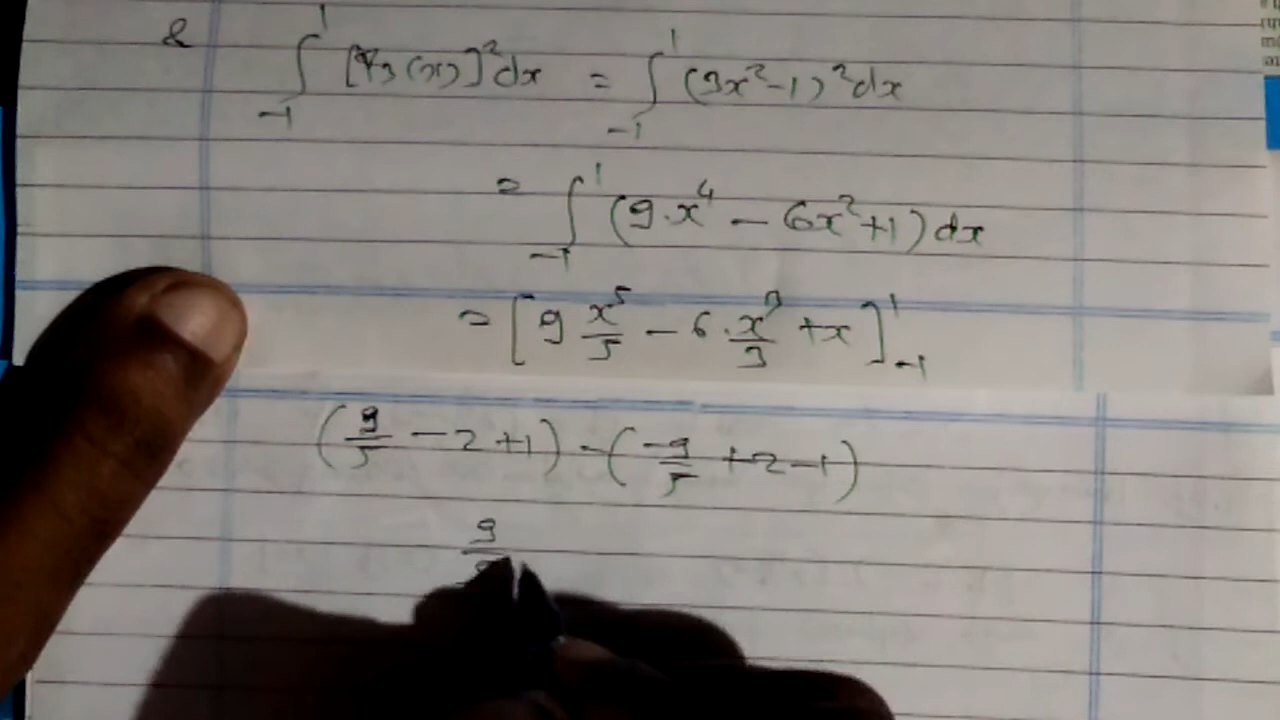 & ∫₋₁¹ [Ψ₃(x)]² dx = ∫₋₁¹ (3x² - 1)² dx
= ∫₋₁¹ (9·x⁴ - 6x² + 1) dx
= [9 x⁵/5 - 6·x³/3 + x]₋₁¹
(9/5 - 2 + 1) - (-9/5 + 2 - 1)
9